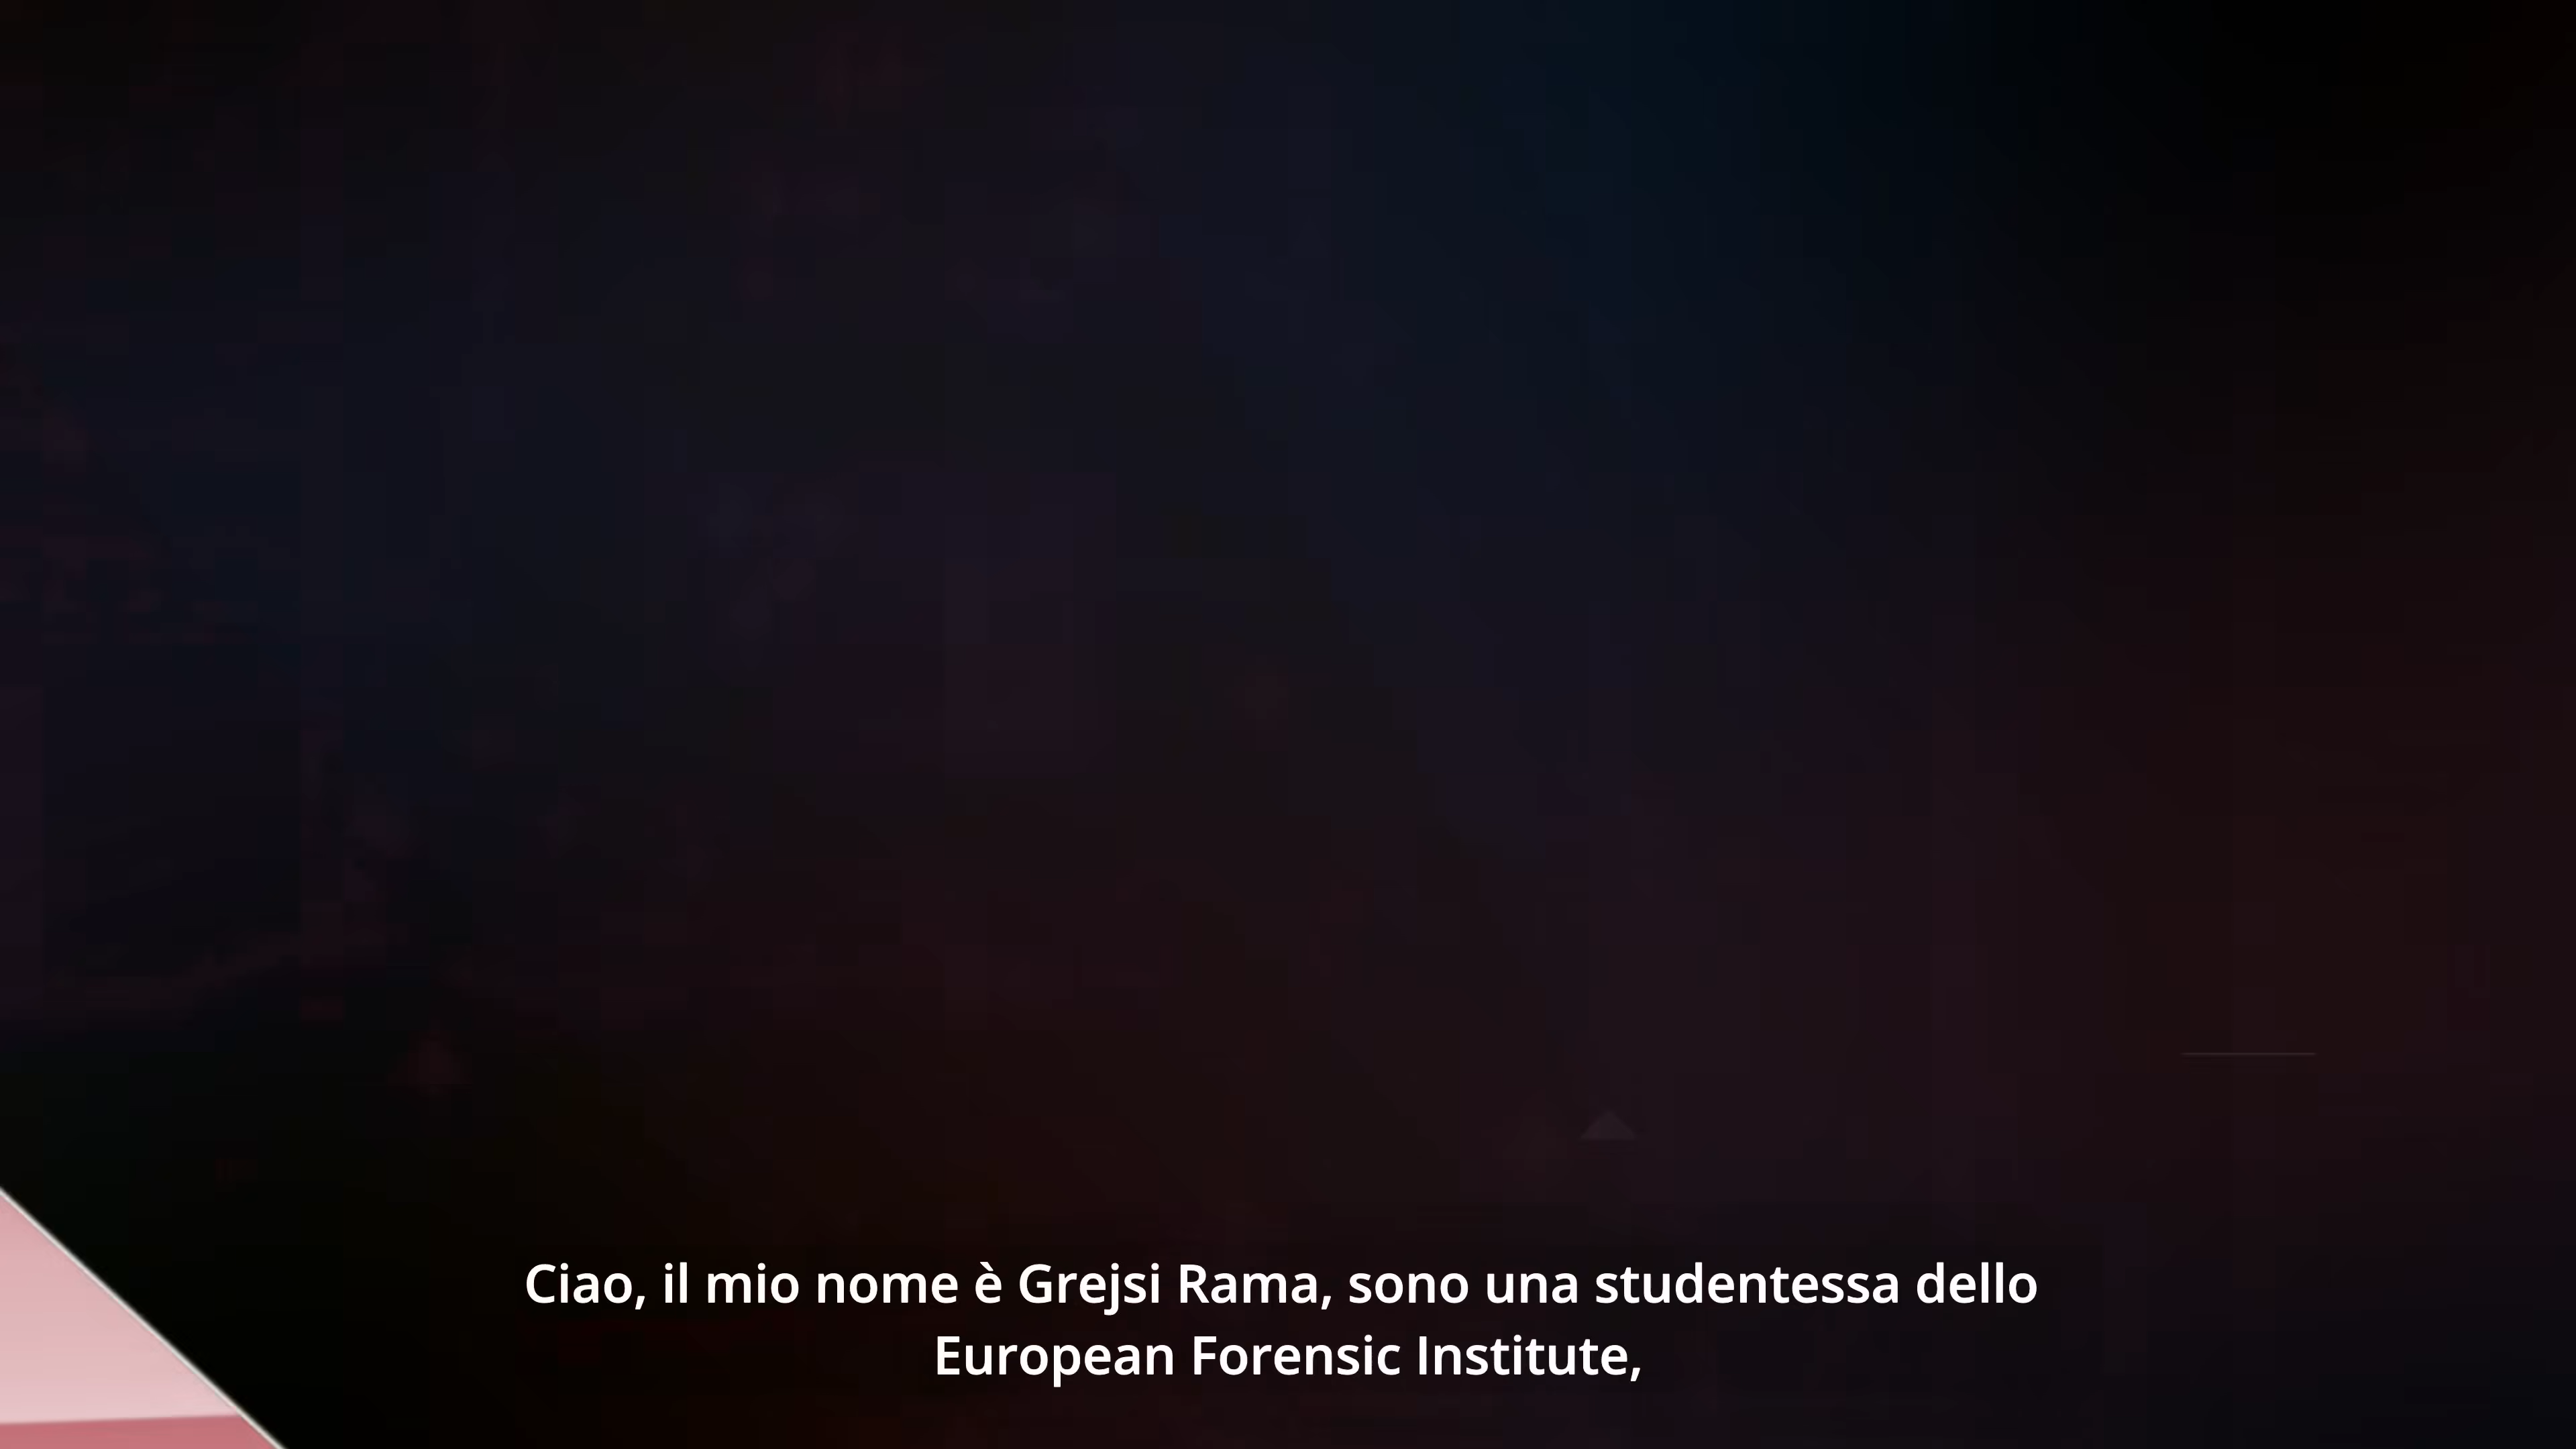 Ciao, il mio nome è Grejsi Rama, sono una studentessa dello
European Forensic Institute,